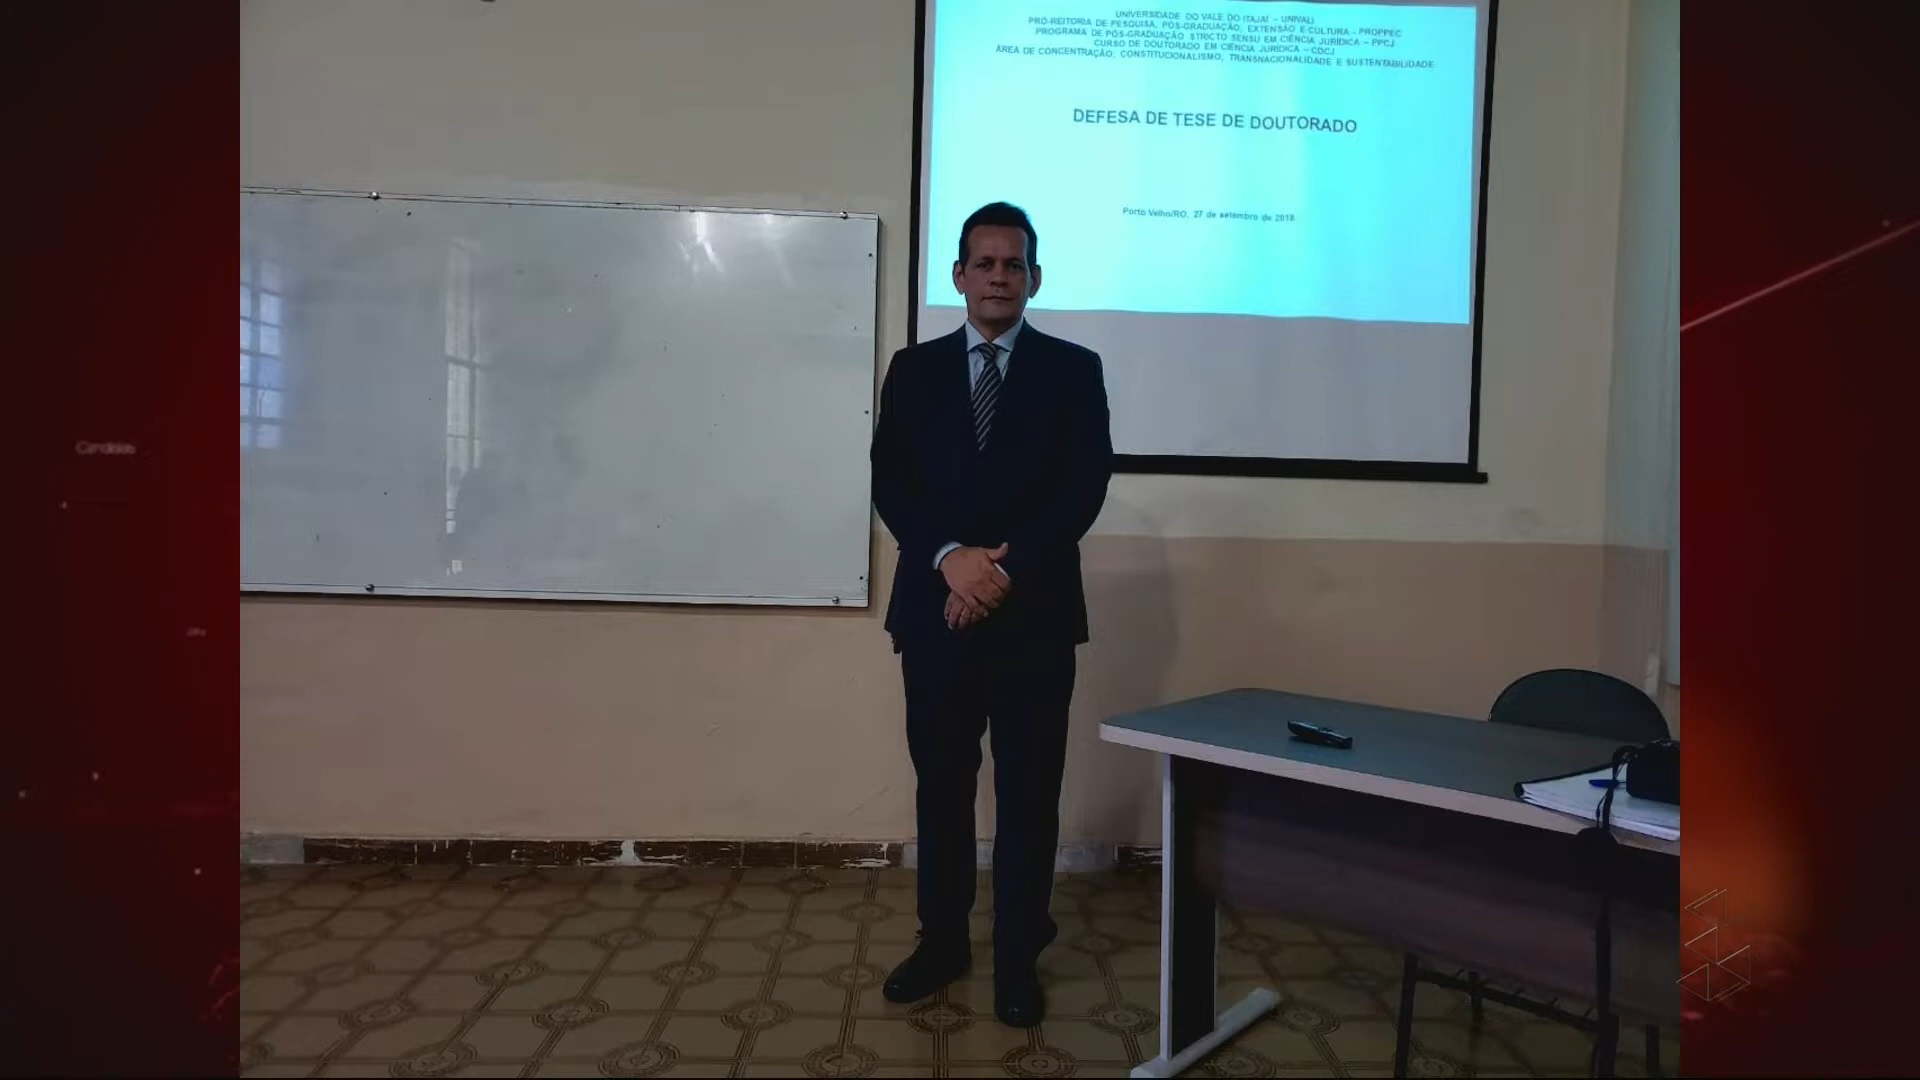 UNIVERSIDADE DO VALE DO ITAJAÍ – UNIVALI
PRÓ-REITORIA DE PESQUISA, PÓS-GRADUAÇÃO, EXTENSÃO E CULTURA - PROPPEC
PROGRAMA DE PÓS-GRADUAÇÃO STRICTO SENSU EM CIÊNCIA JURÍDICA – PPCJ
CURSO DE DOUTORADO EM CIÊNCIA JURÍDICA – CDCJ
ÁREA DE CONCENTRAÇÃO: CONSTITUCIONALISMO, TRANSNACIONALIDADE E SUSTENTABILIDADE
DEFESA DE TESE DE DOUTORADO
Porto Velho/RO, 27 de setembro de
Candeias